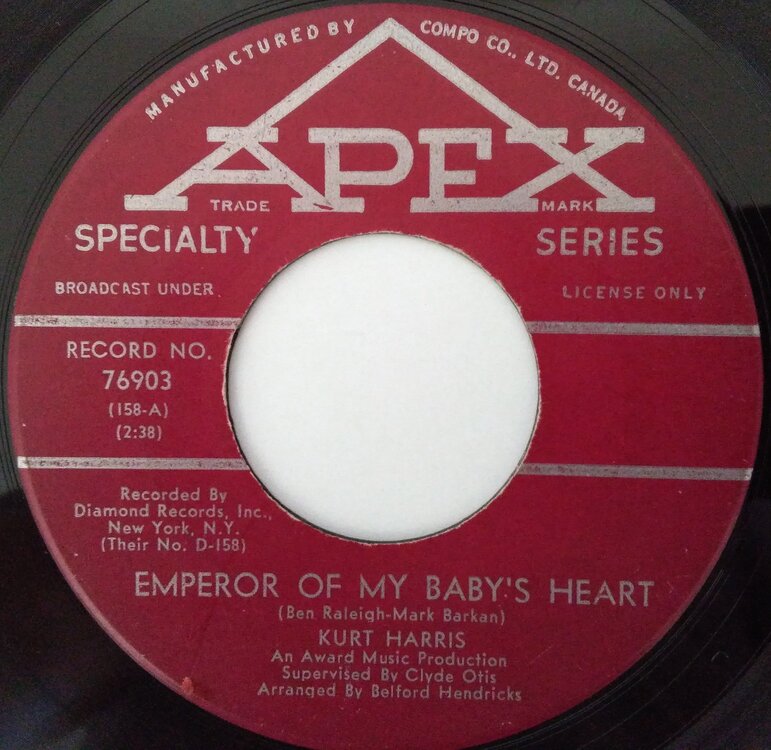 MANUFACTURED BY COMPO CO., LTD. CANADA
APEX
TRADE MARK
SPECIALTY SERIES
BROADCAST UNDER LICENSE ONLY
RECORD NO.
76903
(158-A)
(2:38)
Recorded By
Diamond Records, Inc.,
New York, N.Y.
(Their No. D-158)
EMPEROR OF MY BABY'S HEART
(Ben Raleigh-Mark Barkan)
KURT HARRIS
An Award Music Production
Supervised By Clyde Otis
Arranged By Belford Hendricks